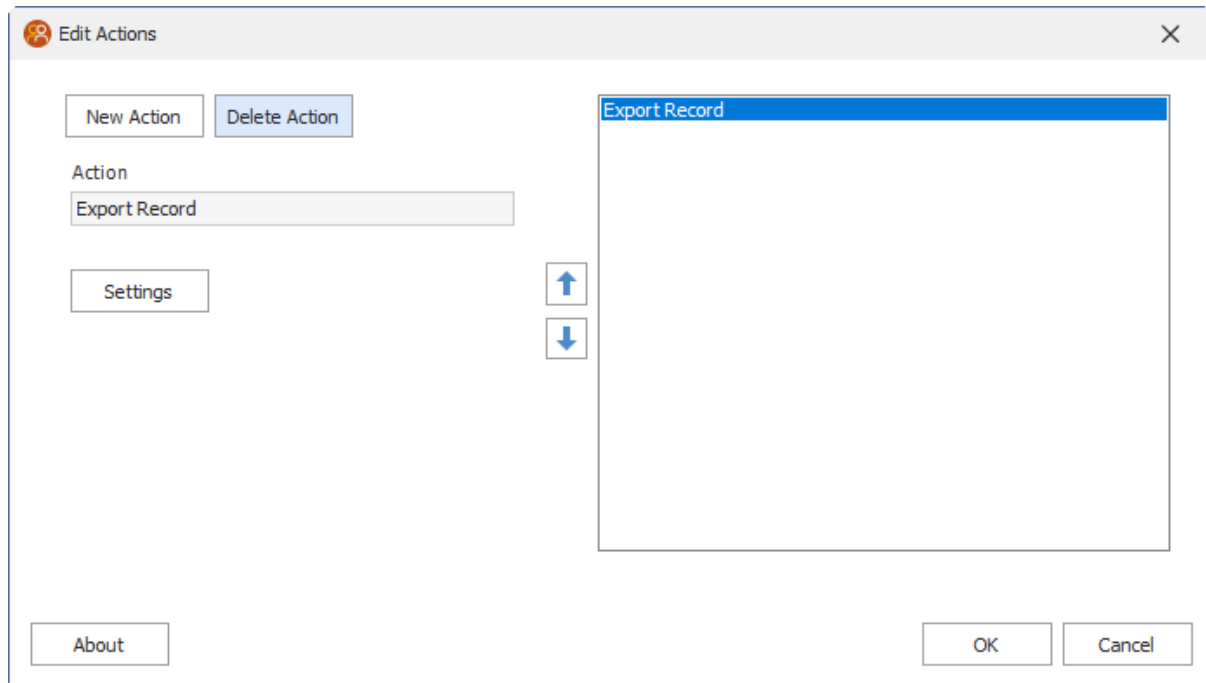 Edit Actions
New Action
Delete Action
Export Record
Action
Export Record
Settings
About
OK
Cancel